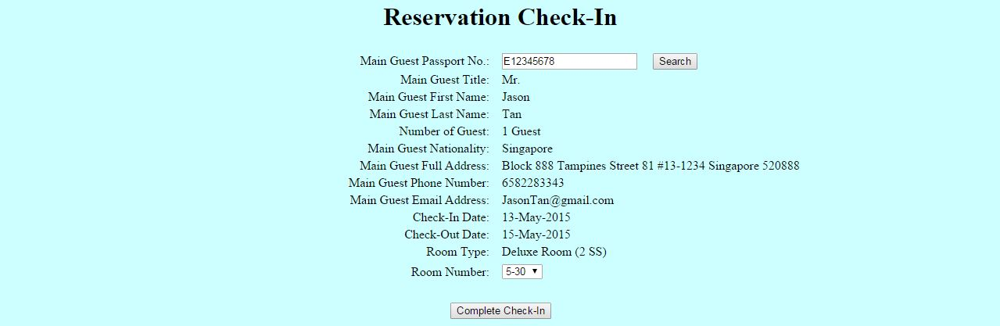 Reservation Check-In
Main Guest Passport No.: E12345678 Search
Main Guest Title: Mr.
Main Guest First Name: Jason
Main Guest Last Name: Tan
Number of Guest: 1 Guest
Main Guest Nationality: Singapore
Main Guest Full Address: Block 888 Tampines Street 81 #13-1234 Singapore 520888
Main Guest Phone Number: 6582283343
Main Guest Email Address: JasonTan@gmail.com
Check-In Date: 13-May-2015
Check-Out Date: 15-May-2015
Room Type: Deluxe Room (2 SS)
Room Number: 5-30
Complete Check-In